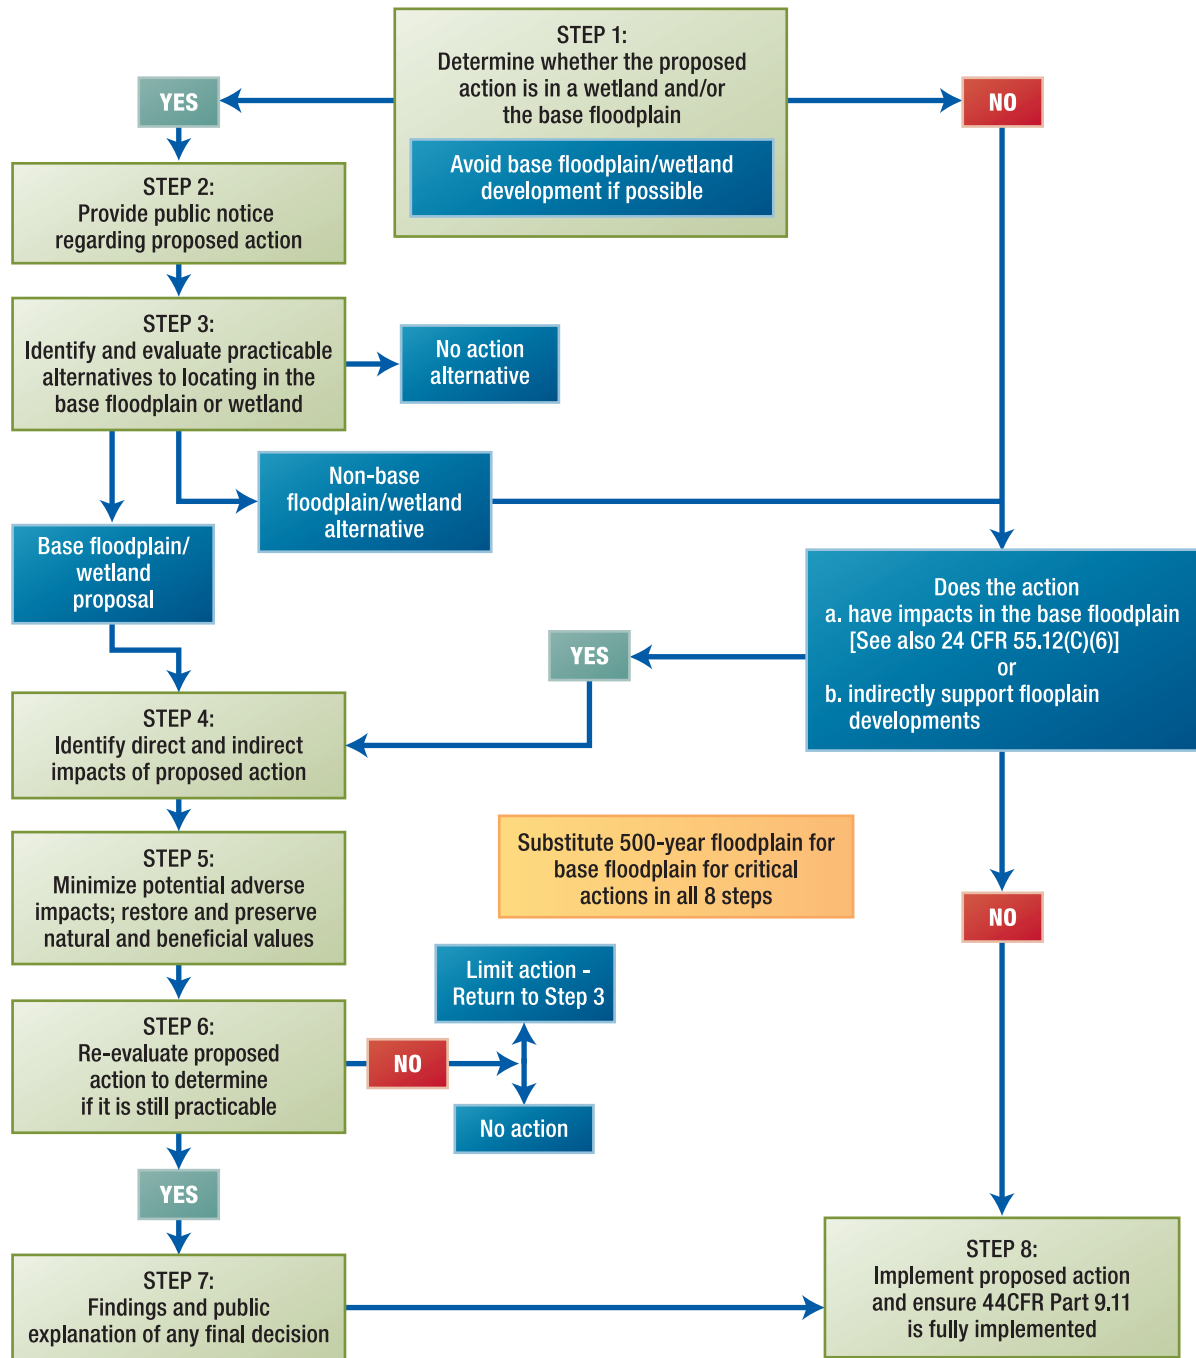 STEP 1:
Determine whether the proposed
action is in a wetland and/or
the base floodplain
Avoid base floodplain/wetland
development if possible
YES
NO
STEP 2:
Provide public notice
regarding proposed action
STEP 3:
Identify and evaluate practicable
alternatives to locating in the
base floodplain or wetland
No action
alternative
Non-base
floodplain/wetland
alternative
Base floodplain/
wetland
proposal
Does the action
a. have impacts in the base floodplain
[See also 24 CFR 55.12(C)(6)]
or
b. indirectly support flooplain
developments
YES
STEP 4:
Identify direct and indirect
impacts of proposed action
STEP 5:
Minimize potential adverse
impacts; restore and preserve
natural and beneficial values
Substitute 500-year floodplain for
base floodplain for critical
actions in all 8 steps
NO
Limit action -
Return to Step 3
STEP 6:
Re-evaluate proposed
action to determine
if it is still practicable
NO
No action
YES
STEP 7:
Findings and public
explanation of any final decision
STEP 8:
Implement proposed action
and ensure 44CFR Part 9.11
is fully implemented